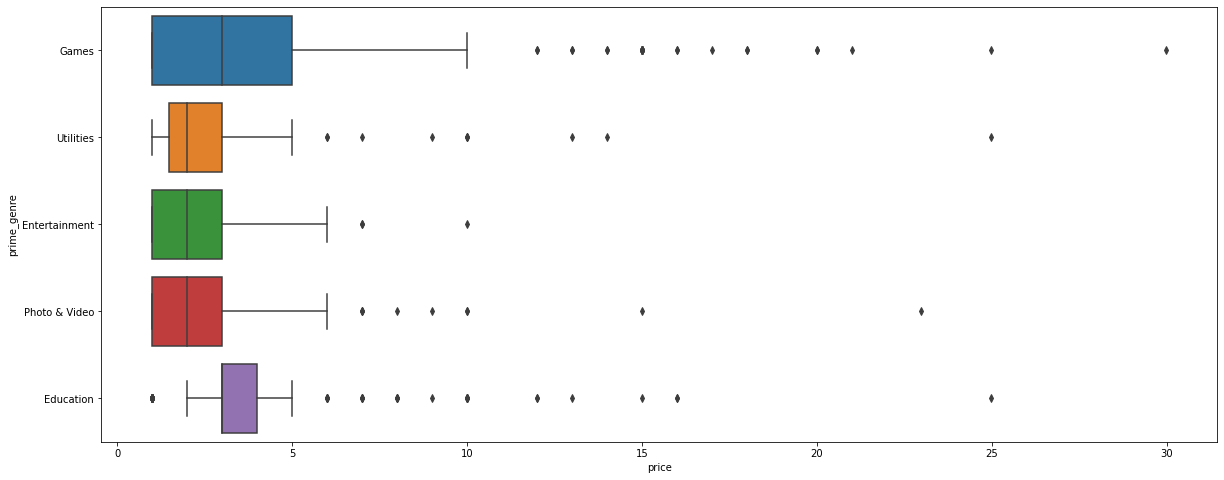 Games
Utilities
Entertainment
Photo & Video
Education
prime_genre
0 5 10 15 20 25 30
price